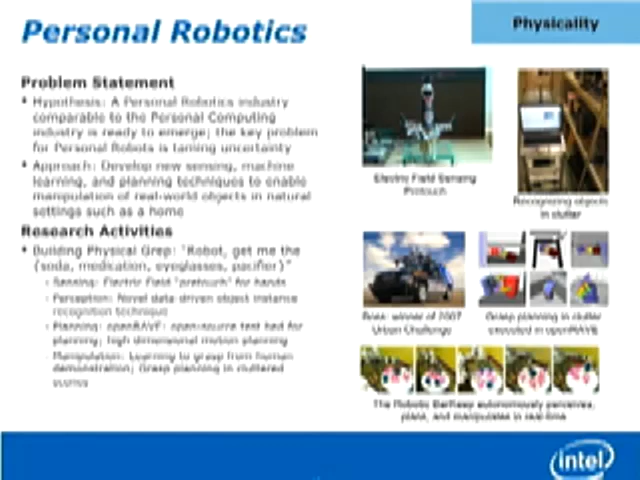 Personal Robotics
Physicality
Problem Statement
• Hypothesis: A Personal Robotics industry
comparable to the Personal Computing
industry is ready to emerge; the key problem
for Personal Robots is taming uncertainty
• Approach: Develop new sensing, machine
learning, and planning techniques to enable
manipulation of real-world objects in natural
settings such as a home
Research Activities
• Building Physical Grep: "Robot, get me the
{soda, medication, eyeglasses, pacifier}"
- Sensing: Electric Field "pretouch" for hands
- Perception: Novel data-driven object instance
recognition technique
- Planning: openRAVE: open-source test bed for
planning; high dimensional motion planning
- Manipulation: Learning to grasp from human
demonstration; Grasp planning in cluttered
scenes
Electric Field Sensing
Pretouch
Recognizing objects
in clutter
Boss: winner of 2007
Urban Challenge
Grasp planning in clutter
executed in openRAVE
The Robotic BarKeep autonomously perceives,
plans, and manipulates in real-time
intel